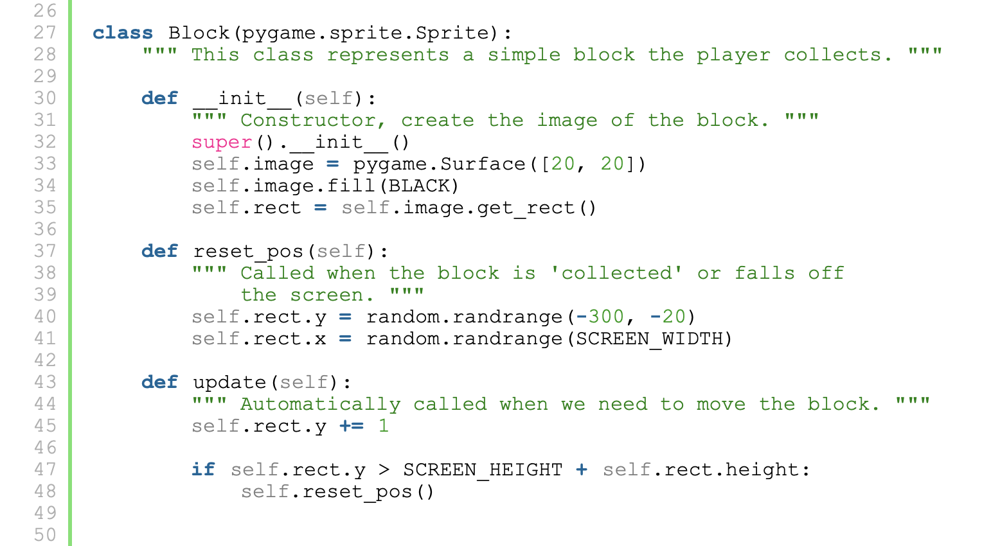 26
27 class Block(pygame.sprite.Sprite):
28     """ This class represents a simple block the player collects. """
29
30     def __init__(self):
31         """ Constructor, create the image of the block. """
32         super().__init__()
33         self.image = pygame.Surface([20, 20])
34         self.image.fill(BLACK)
35         self.rect = self.image.get_rect()
36
37     def reset_pos(self):
38         """ Called when the block is 'collected' or falls off
39             the screen. """
40         self.rect.y = random.randrange(-300, -20)
41         self.rect.x = random.randrange(SCREEN_WIDTH)
42
43     def update(self):
44         """ Automatically called when we need to move the block. """
45         self.rect.y += 1
46
47         if self.rect.y > SCREEN_HEIGHT + self.rect.height:
48             self.reset_pos()
49
50